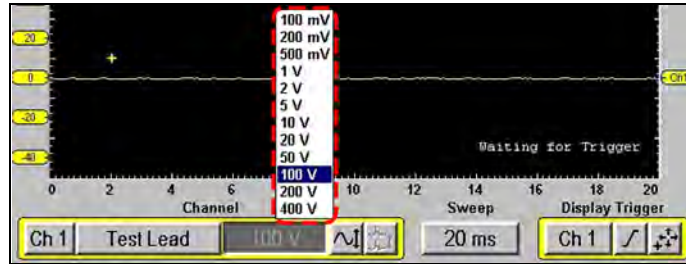 100 mV
200 mV
500 mV
1 V
2 V
5 V
10 V
20 V
50 V
100 V
200 V
400 V
20
0
-20
-40
Ch1
Waiting for Trigger
0 2 4 6 10 12 14 16 18 20
Channel Sweep Display Trigger
Ch 1 Test Lead 100 V 20 ms Ch 1